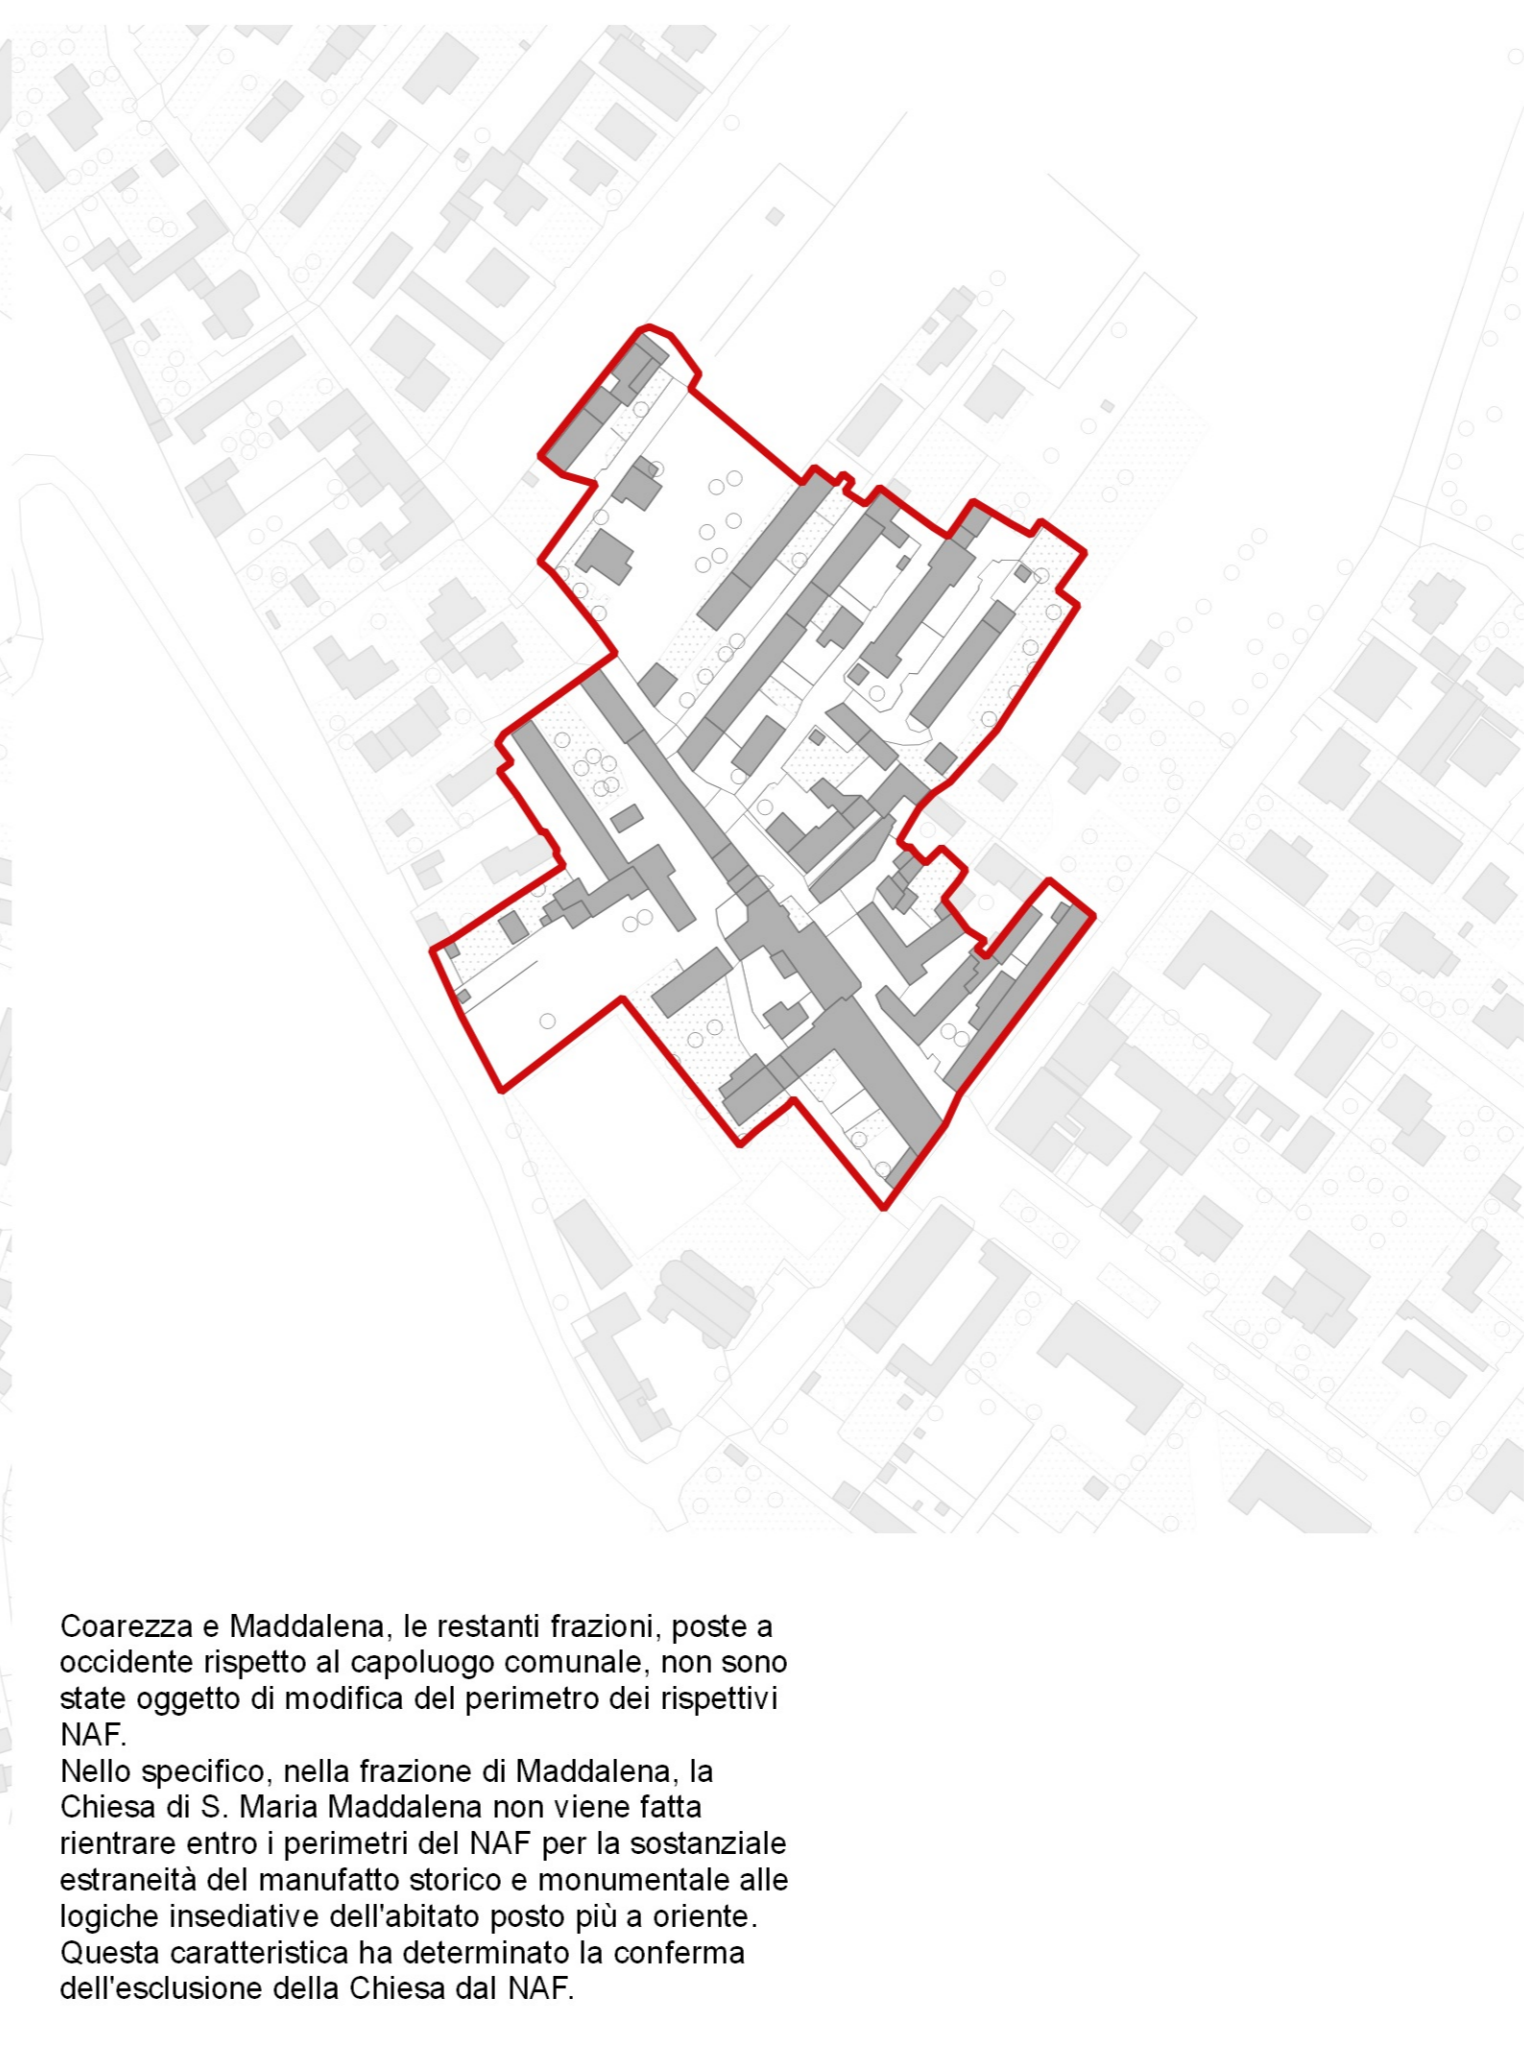 Coarezza e Maddalena, le restanti frazioni, poste a
occidente rispetto al capoluogo comunale, non sono
state oggetto di modifica del perimetro dei rispettivi
NAF.
Nello specifico, nella frazione di Maddalena, la
Chiesa di S. Maria Maddalena non viene fatta
rientrare entro i perimetri del NAF per la sostanziale
estraneità del manufatto storico e monumentale alle
logiche insediative dell'abitato posto più a oriente.
Questa caratteristica ha determinato la conferma
dell'esclusione della Chiesa dal NAF.